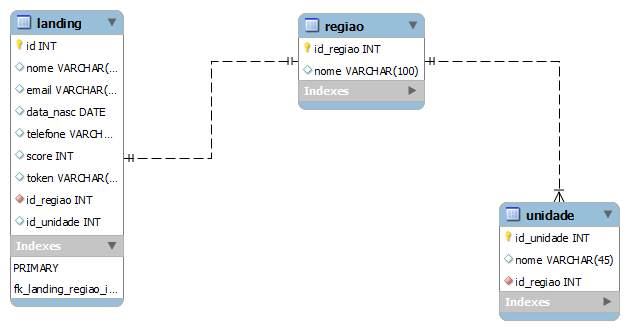 landing
id INT
nome VARCHAR(...
email VARCHAR(...
data_nasc DATE
telefone VARCH...
score INT
token VARCHAR(...
id_regiao INT
id_unidade INT
Indexes
PRIMARY
fk_landing_regiao_i...
regiao
id_regiao INT
nome VARCHAR(100)
Indexes
unidade
id_unidade INT
nome VARCHAR(45)
id_regiao INT
Indexes